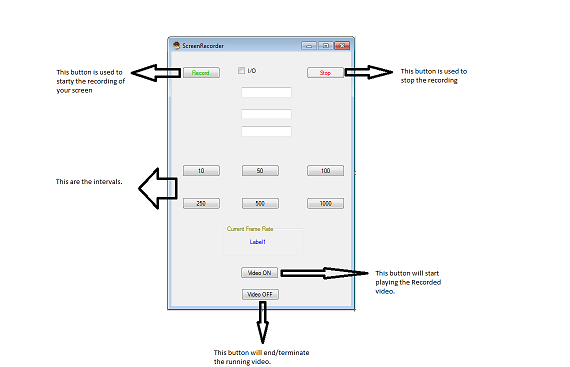 ScreenRecorder
This button is used to
starty the recording of
your screen
Record
I/O
Stop
This button is used to
stop the recording
This are the intervals.
10 50 100
250 500 1000
Current Frame Rate
Label1
Video ON
This button will start
playing the Recorded
video.
Video OFF
This button will end/terminate
the running video.